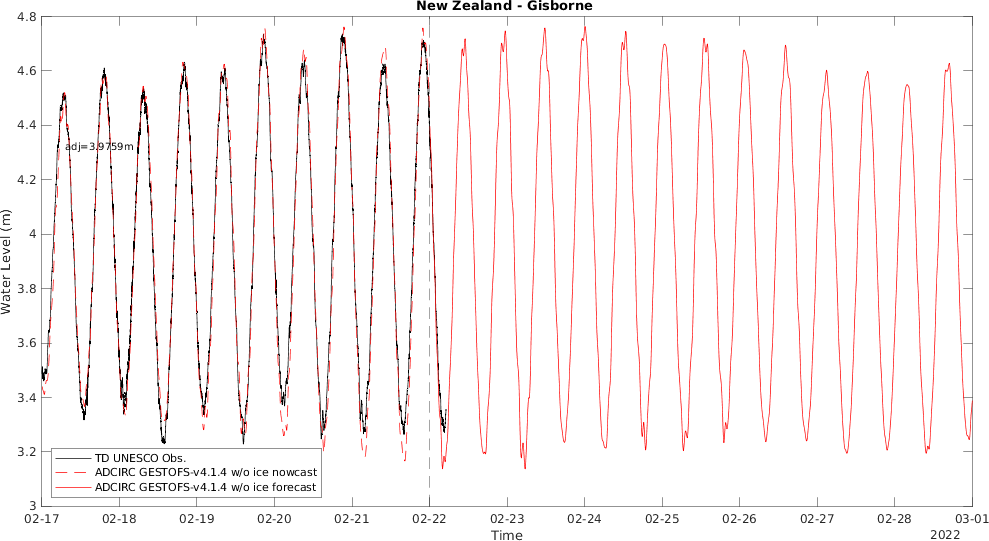 New Zealand - Gisborne
4.8
4.6
4.4
4.2
4
3.8
3.6
3.4
3.2
3
Water Level (m)
adj=3.9759m
TD UNESCO Obs.
ADCIRC GESTOFS-v4.1.4 w/o ice nowcast
ADCIRC GESTOFS-v4.1.4 w/o ice forecast
02-17 02-18 02-19 02-20 02-21 02-22 02-23 02-24 02-25 02-26 02-27 02-28 03-01
Time
2022